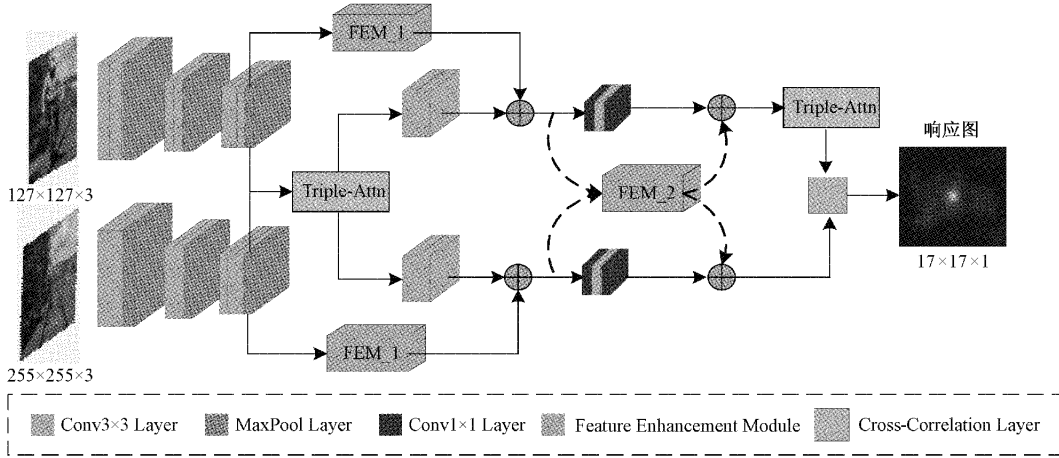 FEM_1
Triple-Attn
响应图
127×127×3
Triple-Attn
FEM_2
17×17×1
FEM_1
255×255×3
Conv3×3 Layer
MaxPool Layer
Conv1×1 Layer
Feature Enhancement Module
Cross-Correlation Layer